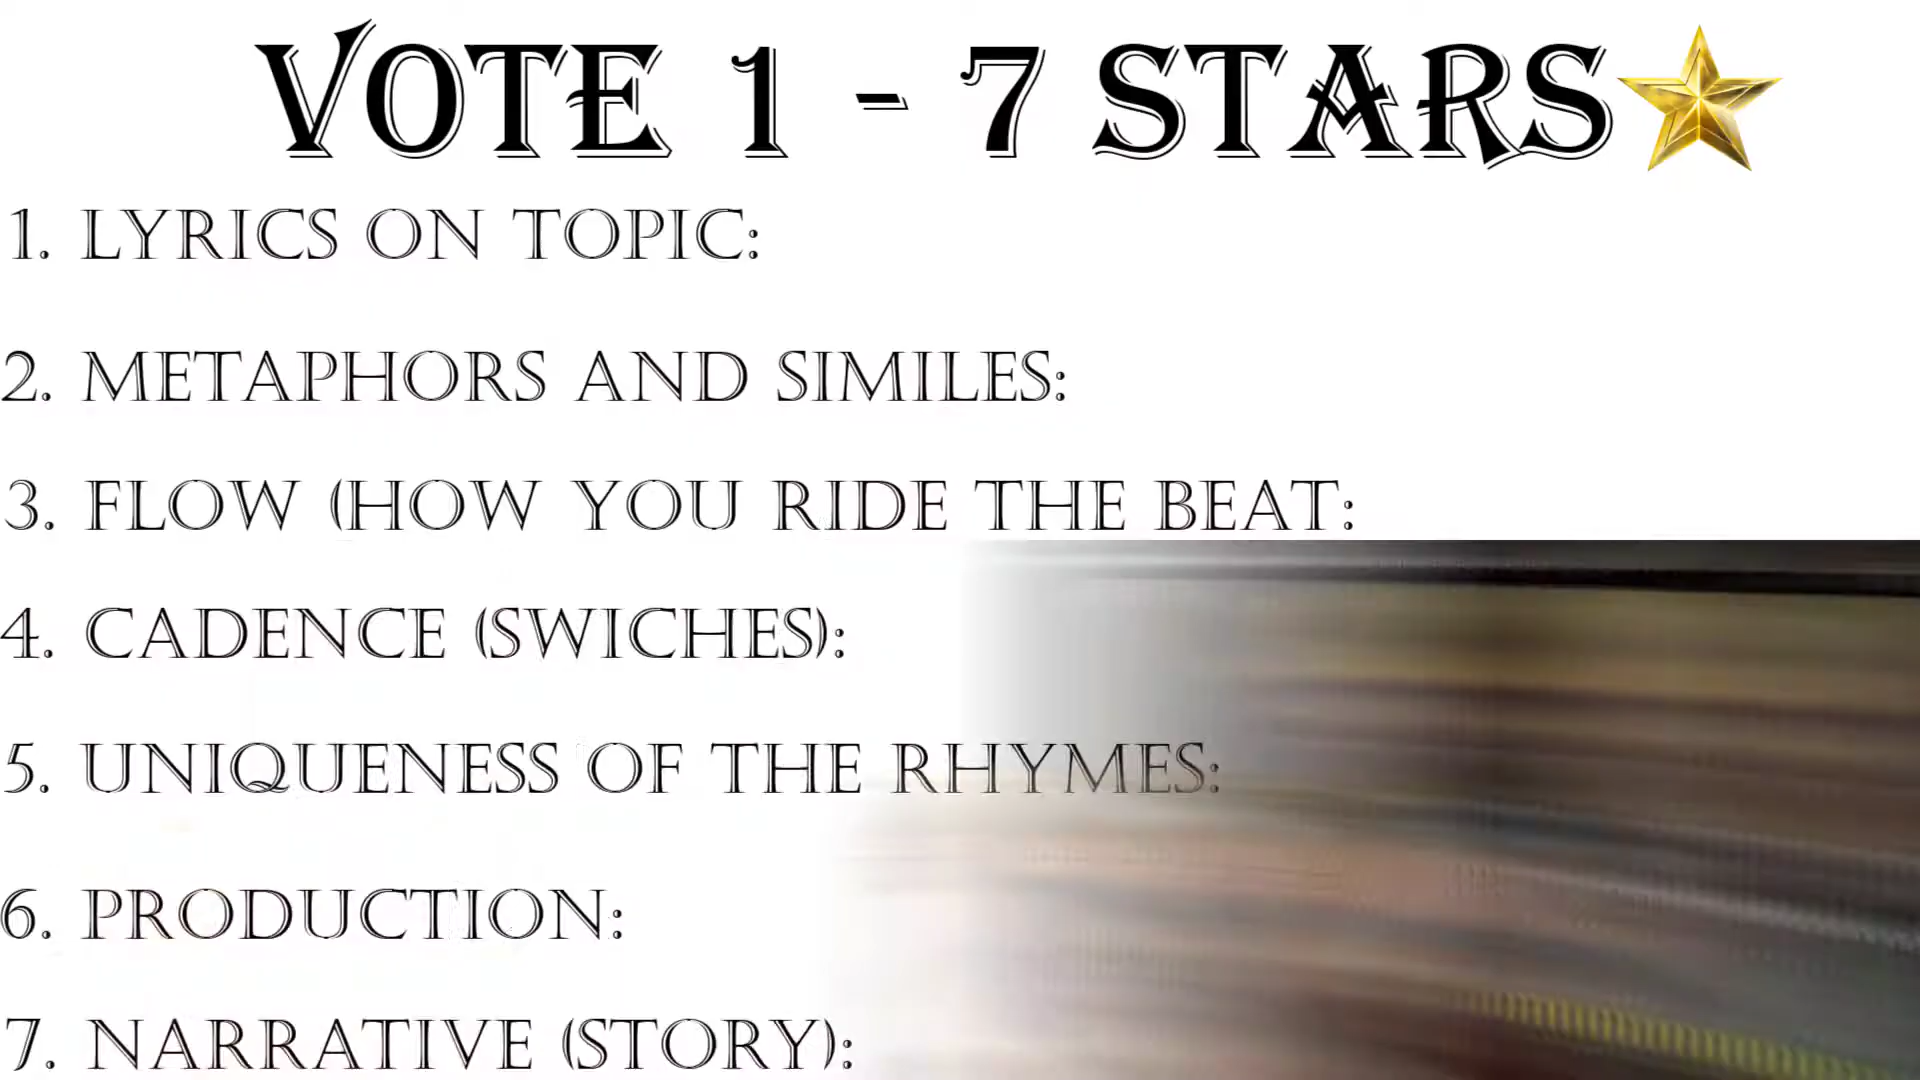 VOTE 1 - 7 STARS
1. LYRICS ON TOPIC:
2. METAPHORS AND SIMILES:
3. FLOW (HOW YOU RIDE THE BEAT:
4. CADENCE (SWICHES):
5. UNIQUENESS OF THE RHYMES:
6. PRODUCTION:
7. NARRATIVE (STORY):